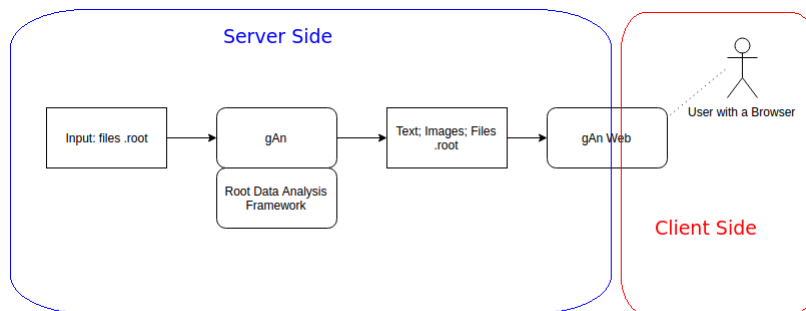 Server Side
Input: files .root
gAn
Root Data Analysis
Framework
Text; Images; Files
.root
gAn Web
User with a Browser
Client Side